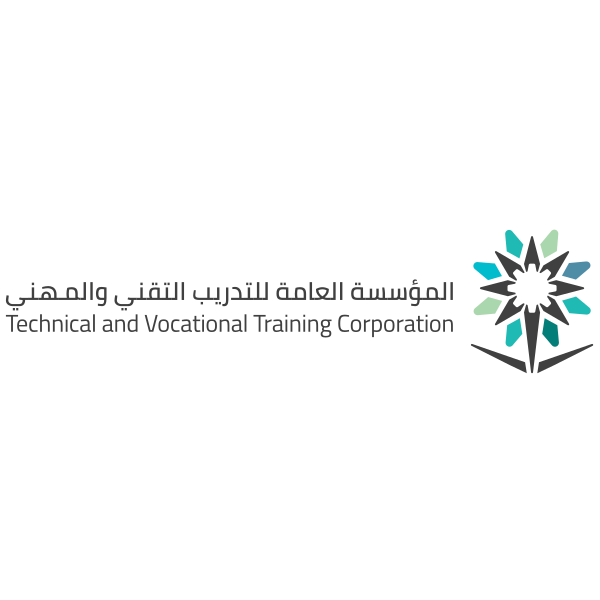 المؤسسة العامة للتدريب التقني والمهني
Technical and Vocational Training Corporation